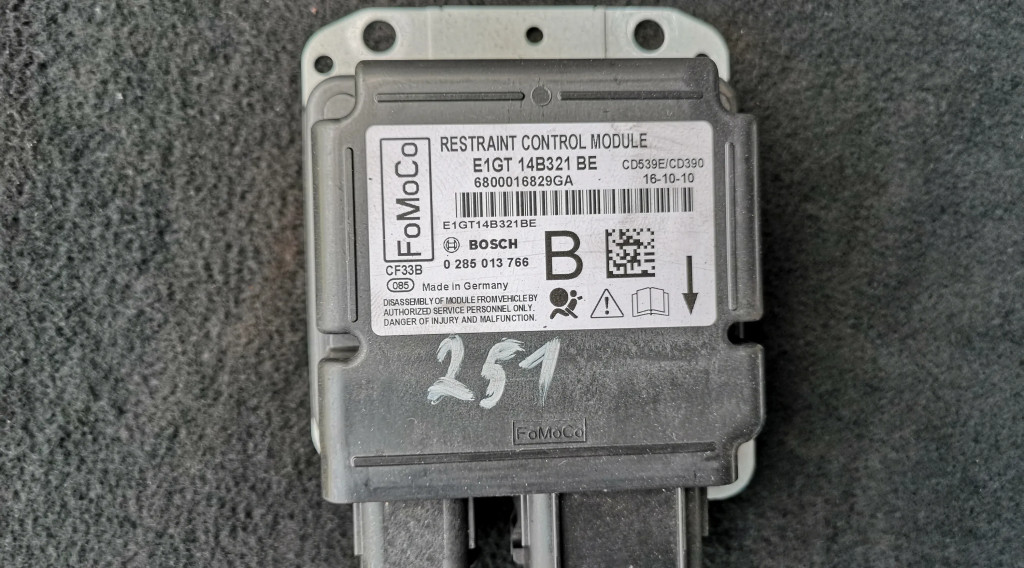 FoMoCo
RESTRAINT CONTROL MODULE
E1GT 14B321 BE
CD539E/CD390
6800016829GA
16-10-10
E1GT14B321BE
BOSCH
B
CF33B
0 285 013 766
085
Made in Germany
DISASSEMBLY OF MODULE FROM VEHICLE BY
AUTHORIZED SERVICE PERSONNEL ONLY.
DANGER OF INJURY AND MALFUNCTION.
251
FoMoCo